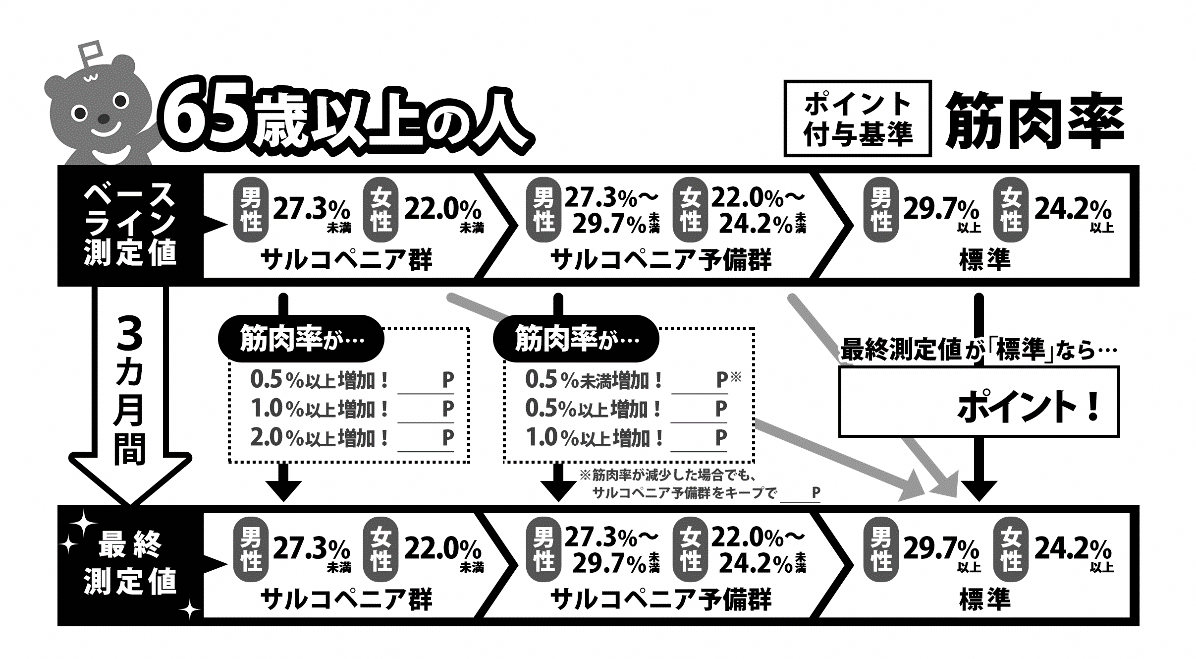 P
65歳以上の人
ポイント
付与基準
筋肉率
ベース
ライン
測定値
男性 27.3%未満 女性 22.0%未満
サルコペニア群
男性 27.3%〜29.7%未満 女性 22.0%〜24.2%未満
サルコペニア予備群
男性 29.7%以上 女性 24.2%以上
標準
3カ月間
筋肉率が…
0.5%以上増加! ____P
1.0%以上増加! ____P
2.0%以上増加! ____P
筋肉率が…
0.5%未満増加! ____P※
0.5%以上増加! ____P
1.0%以上増加! ____P
※筋肉率が減少した場合でも、
サルコペニア予備群をキープで ____P
最終測定値が「標準」なら…
ポイント!
最終
測定値
男性 27.3%未満 女性 22.0%未満
サルコペニア群
男性 27.3%〜29.7%未満 女性 22.0%〜24.2%未満
サルコペニア予備群
男性 29.7%以上 女性 24.2%以上
標準